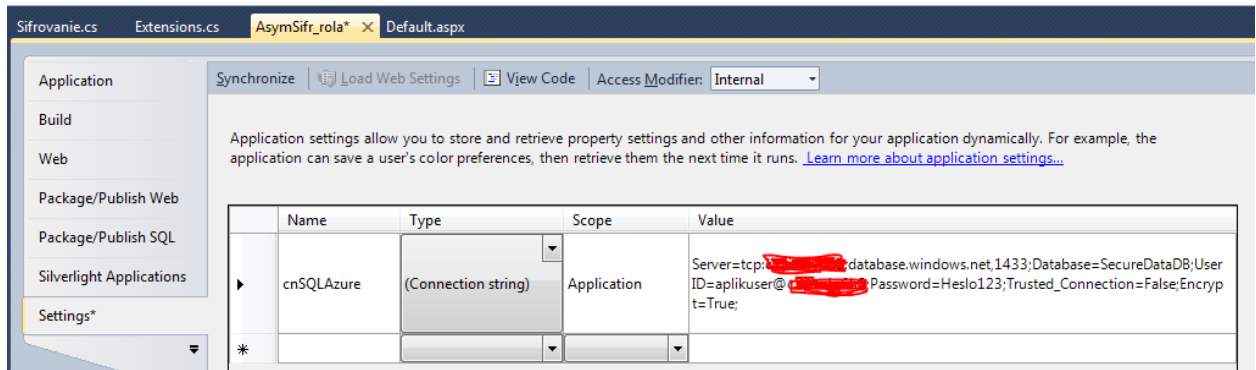 Sifrovanie.cs Extensions.cs AsymSifr_rola* Default.aspx
Application
Build
Web
Package/Publish Web
Package/Publish SQL
Silverlight Applications
Settings*
Synchronize Load Web Settings View Code Access Modifier: Internal
Application settings allow you to store and retrieve property settings and other information for your application dynamically. For example, the
application can save a user's color preferences, then retrieve them the next time it runs. Learn more about application settings...
Name Type Scope Value
cnSQLAzure (Connection string) Application
Server=tcp: database.windows.net,1433;Database=SecureDataDB;User
ID=aplikuser@ ;Password=Heslo123;Trusted_Connection=False;Encryp
t=True;